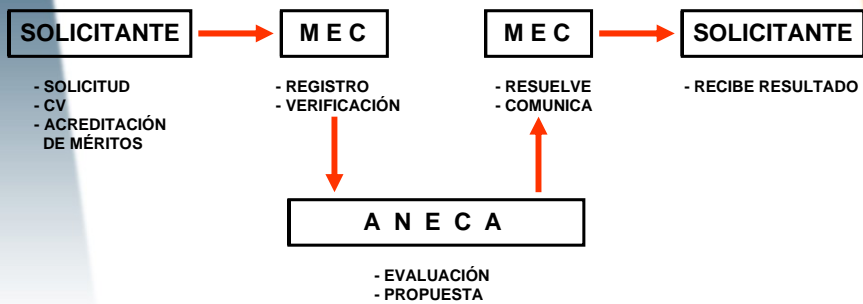 SOLICITANTE
M E C
M E C
SOLICITANTE
- SOLICITUD
- CV
- ACREDITACIÓN
DE MÉRITOS
- REGISTRO
- VERIFICACIÓN
- RESUELVE
- COMUNICA
- RECIBE RESULTADO
A N E C A
- EVALUACIÓN
- PROPUESTA